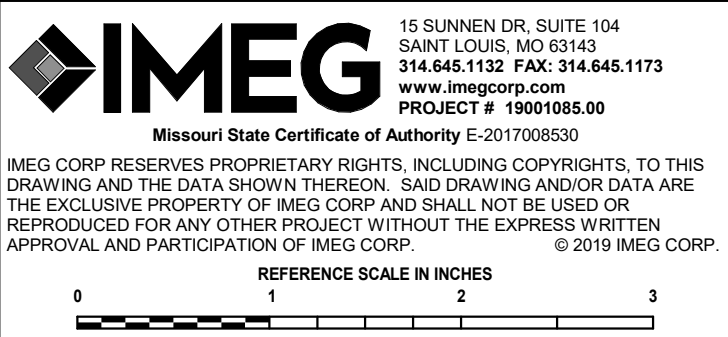 IMEG
15 SUNNEN DR, SUITE 104
SAINT LOUIS, MO 63143
314.645.1132 FAX: 314.645.1173
www.imegcorp.com
PROJECT # 19001085.00
Missouri State Certificate of Authority E-2017008530
IMEG CORP RESERVES PROPRIETARY RIGHTS, INCLUDING COPYRIGHTS, TO THIS
DRAWING AND THE DATA SHOWN THEREON. SAID DRAWING AND/OR DATA ARE
THE EXCLUSIVE PROPERTY OF IMEG CORP AND SHALL NOT BE USED OR
REPRODUCED FOR ANY OTHER PROJECT WITHOUT THE EXPRESS WRITTEN
APPROVAL AND PARTICIPATION OF IMEG CORP. © 2019 IMEG CORP.
REFERENCE SCALE IN INCHES
0 1 2 3